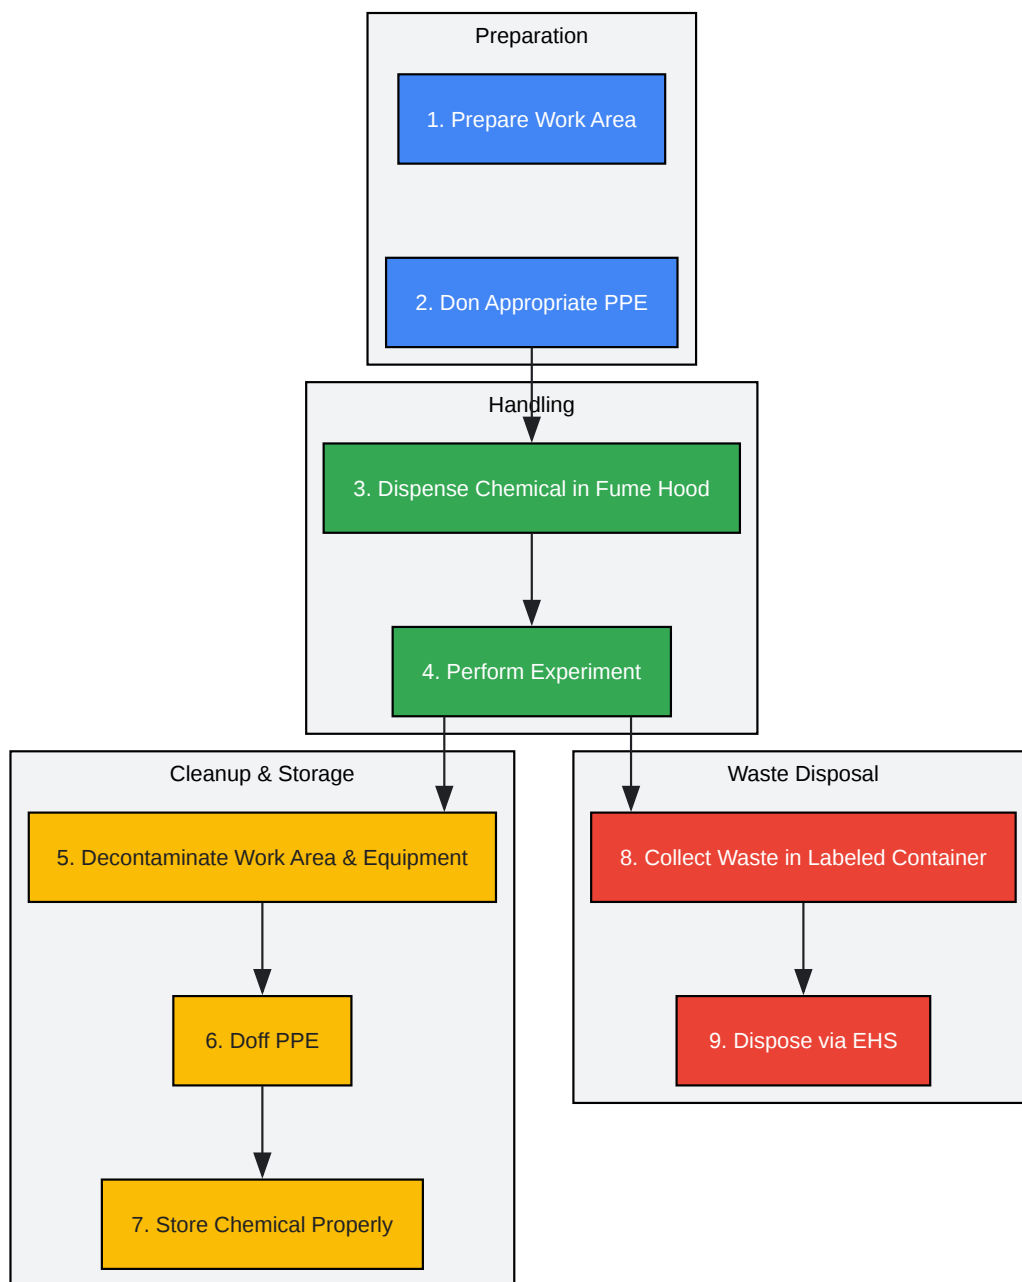 Preparation
1. Prepare Work Area
2. Don Appropriate PPE
Handling
3. Dispense Chemical in Fume Hood
4. Perform Experiment
Cleanup & Storage
5. Decontaminate Work Area & Equipment
6. Doff PPE
7. Store Chemical Properly
Waste Disposal
8. Collect Waste in Labeled Container
9. Dispose via EHS